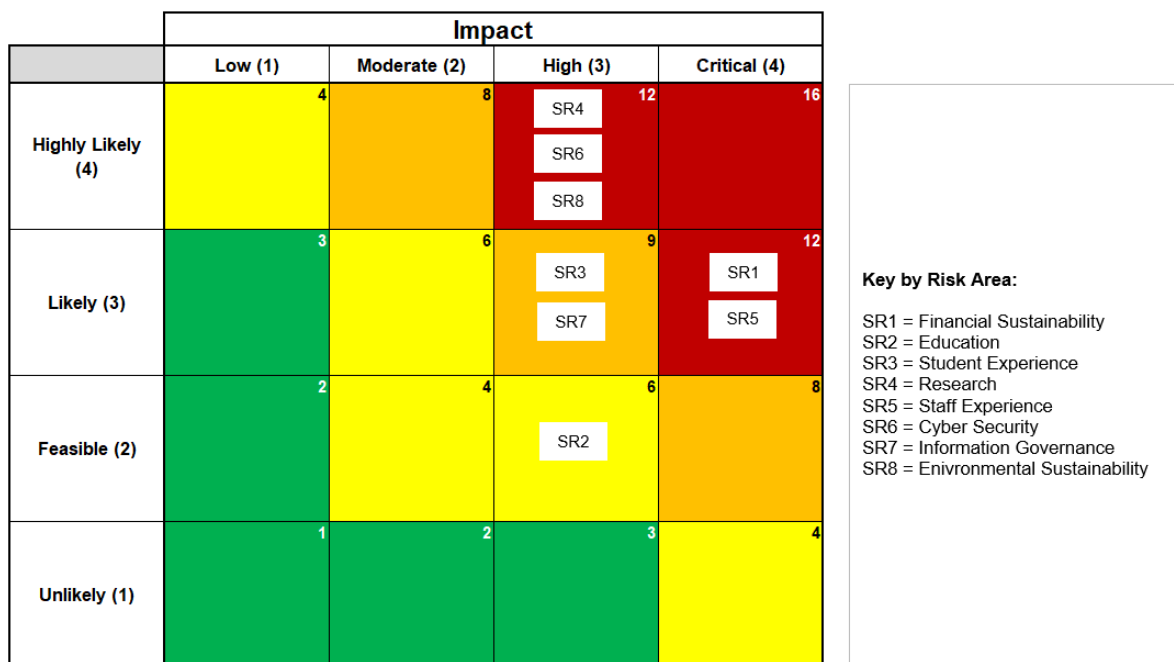 Impact
Low (1) Moderate (2) High (3) Critical (4)
Highly Likely
(4)
4 8 12 16
SR4
SR6
SR8
Likely (3)
3 6 9 12
SR3 SR1
SR7 SR5
Feasible (2)
2 4 6 8
SR2
Unlikely (1)
1 2 3 4
Key by Risk Area:
SR1 = Financial Sustainability
SR2 = Education
SR3 = Student Experience
SR4 = Research
SR5 = Staff Experience
SR6 = Cyber Security
SR7 = Information Governance
SR8 = Enivronmental Sustainability